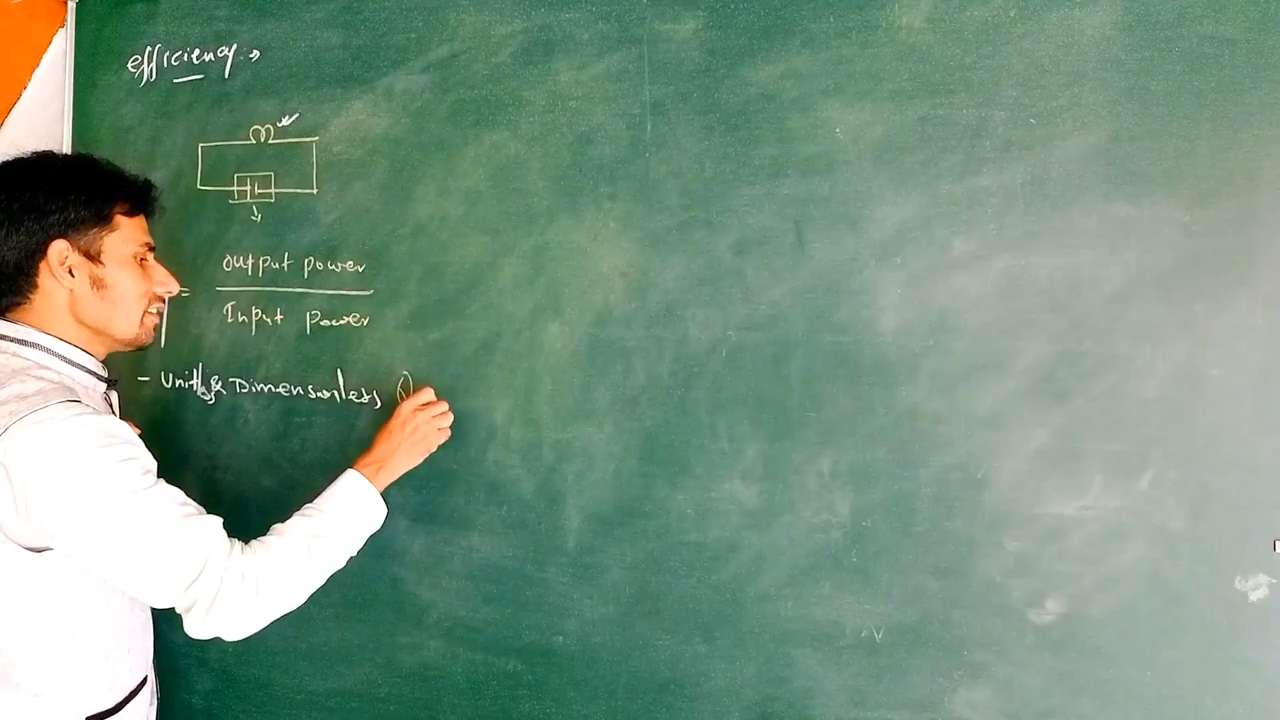 efficiency :→
η = output power / Input power
- Unitless & Dimensionless